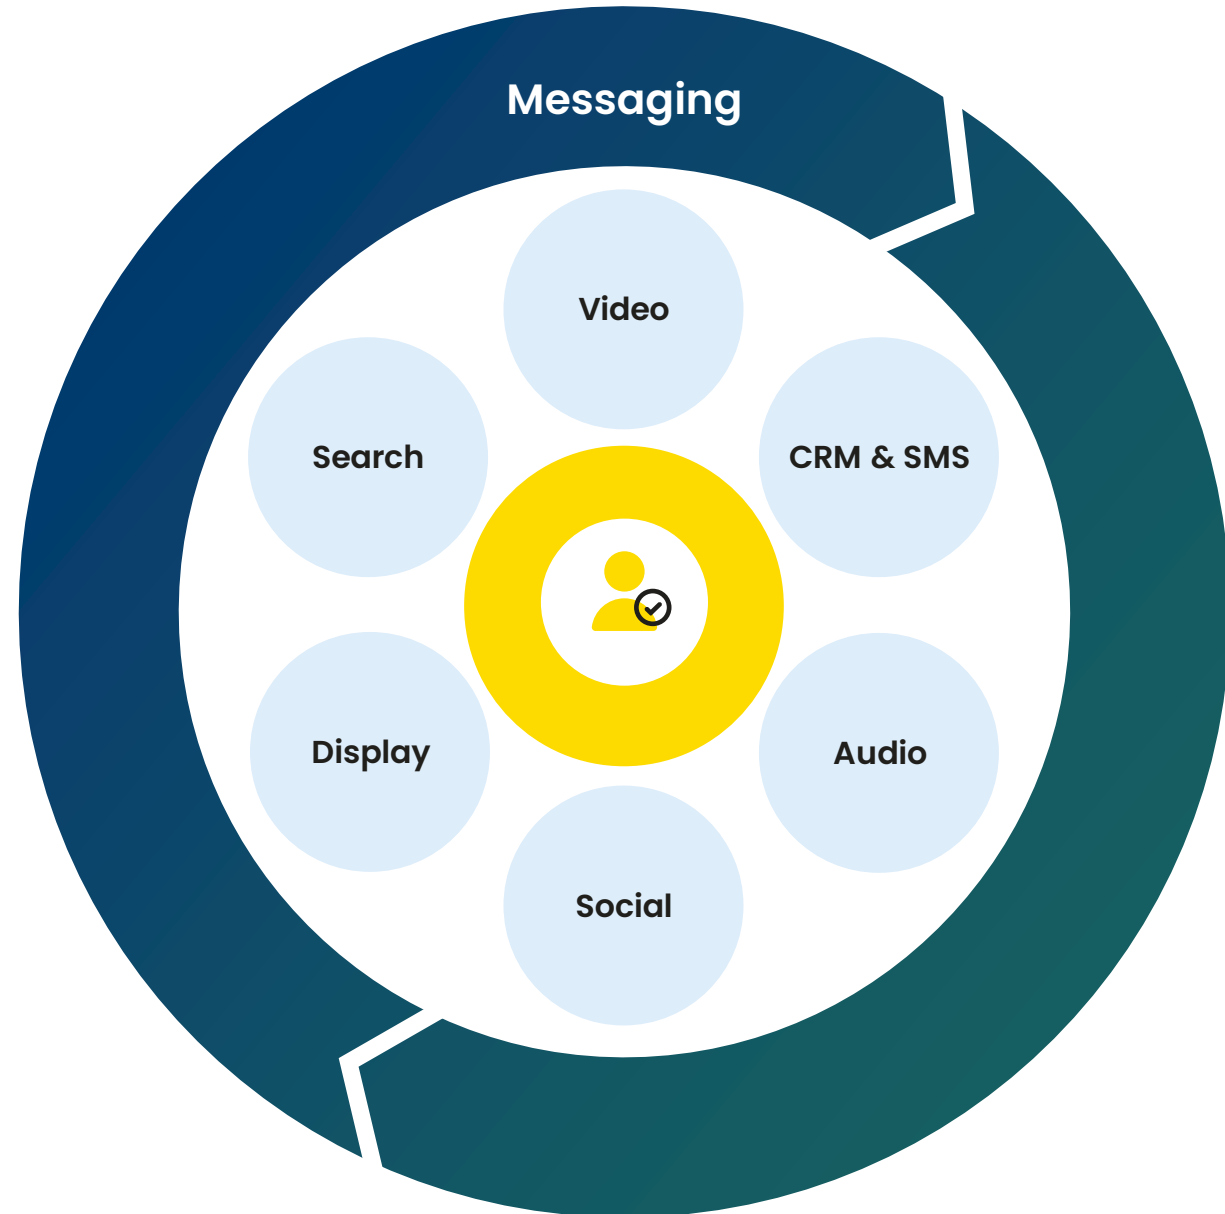 Messaging
Video
Search
CRM & SMS
Display
Audio
Social